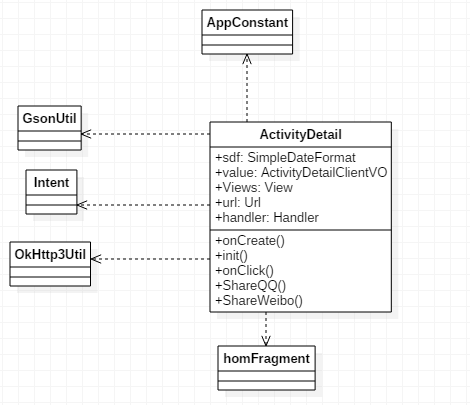 AppConstant
GsonUtil
ActivityDetail
+sdf: SimpleDateFormat
+value: ActivityDetailClientVO
+Views: View
+url: Url
+handler: Handler
Intent
+onCreate()
+init()
+onClick()
+ShareQQ()
+ShareWeibo()
OkHttp3Util
homFragment